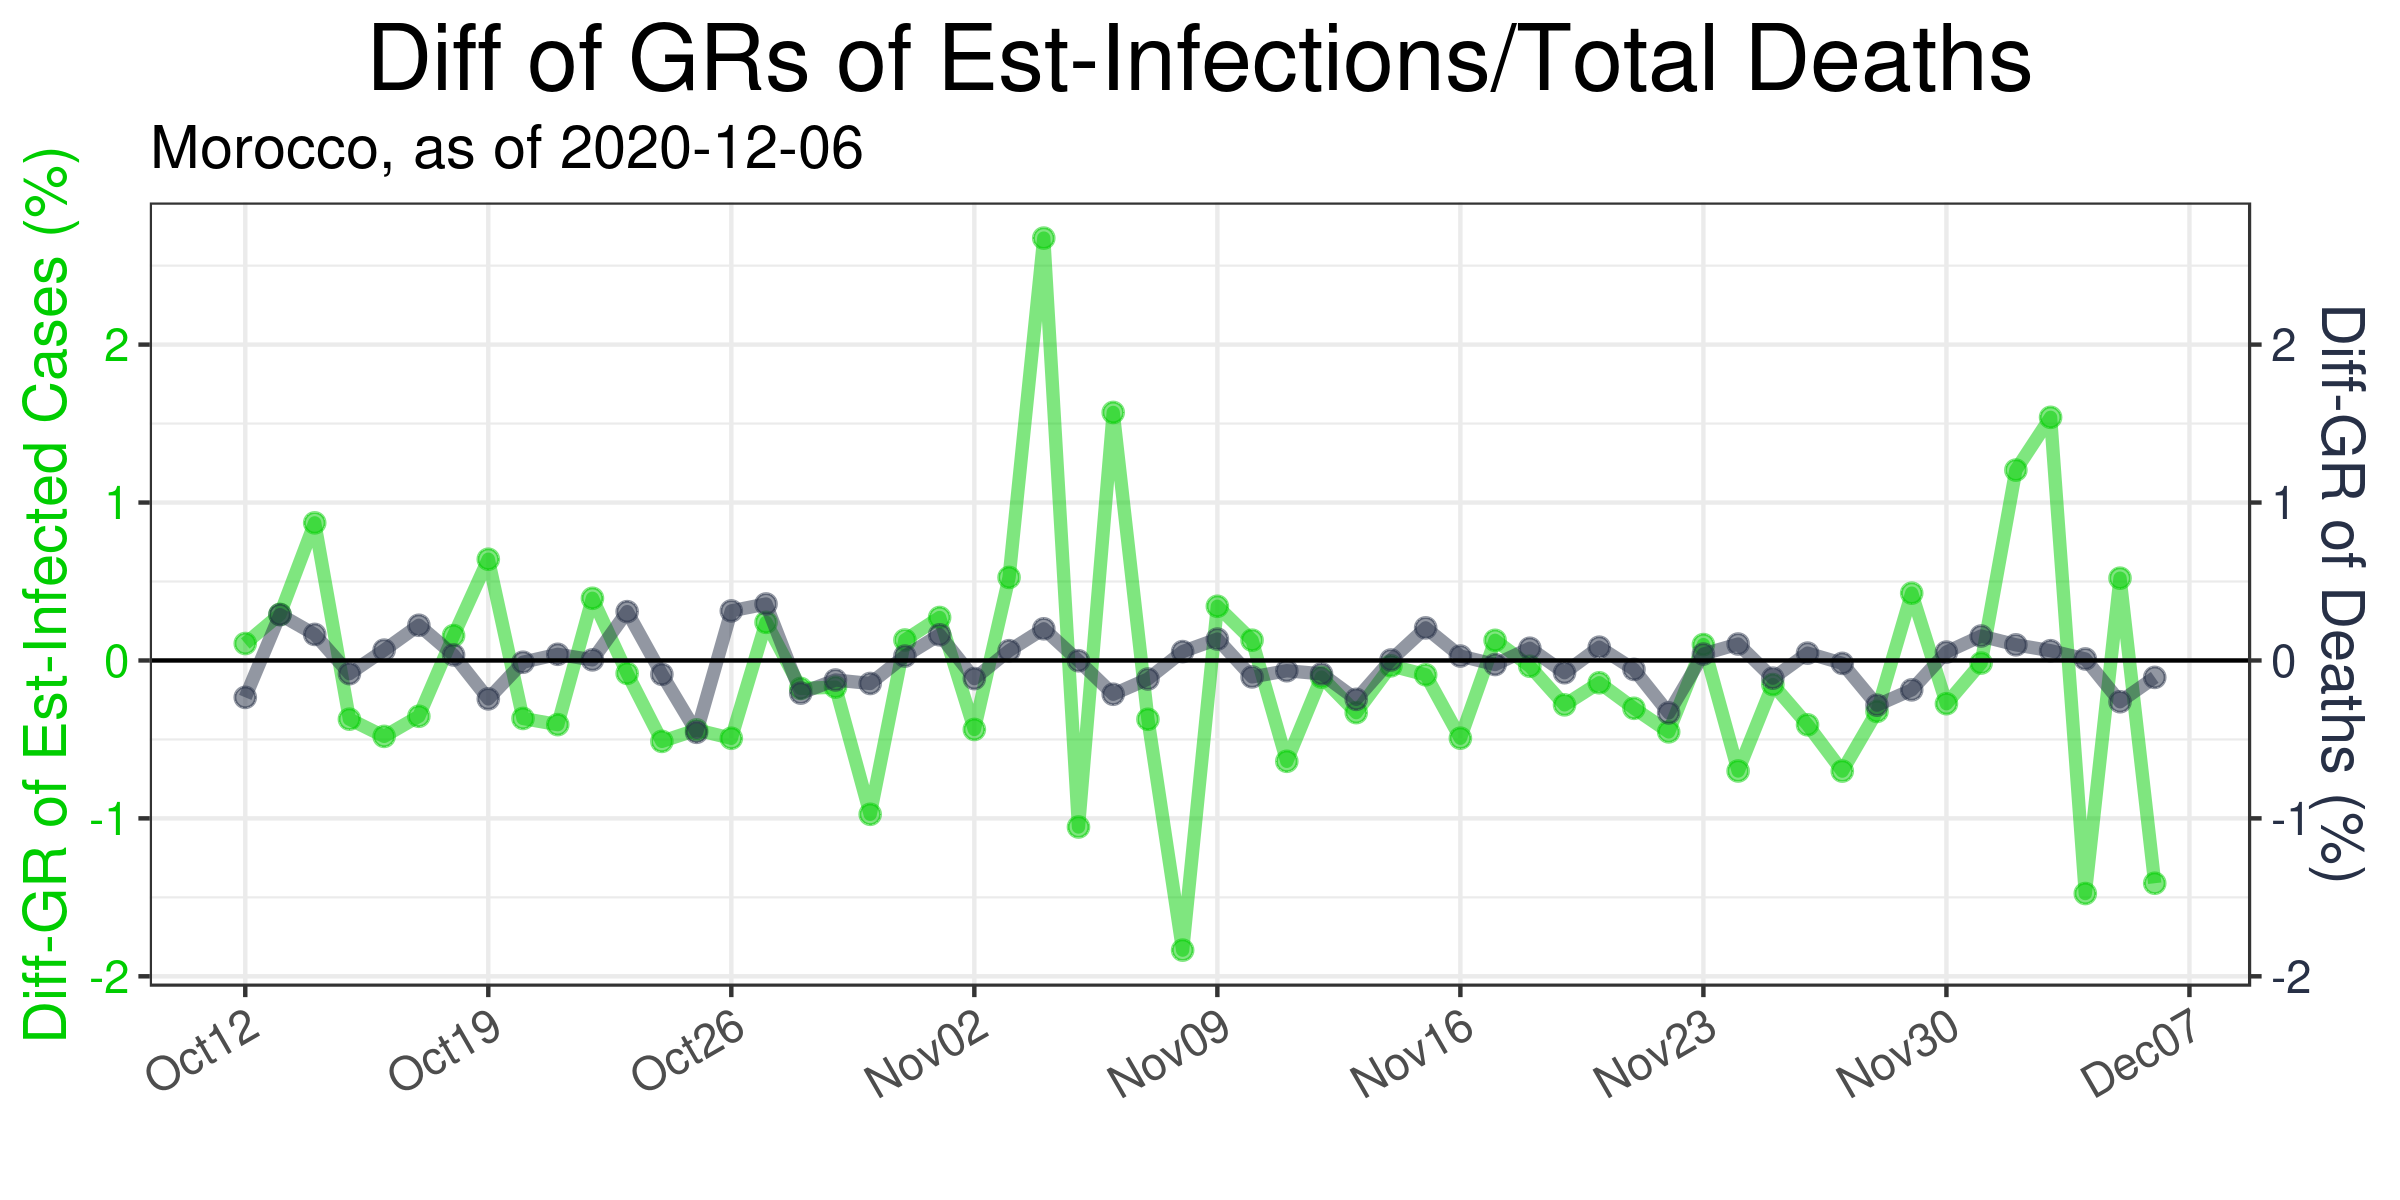 Diff of GRs of Est-Infections/Total Deaths
Morocco, as of 2020-12-06
Diff-GR of Est-Infected Cases (%)
2
1
0
-1
-2
2
1
0
-1
-2
Diff-GR of Deaths (%)
Oct12
Oct19
Oct26
Nov02
Nov09
Nov16
Nov23
Nov30
Dec07